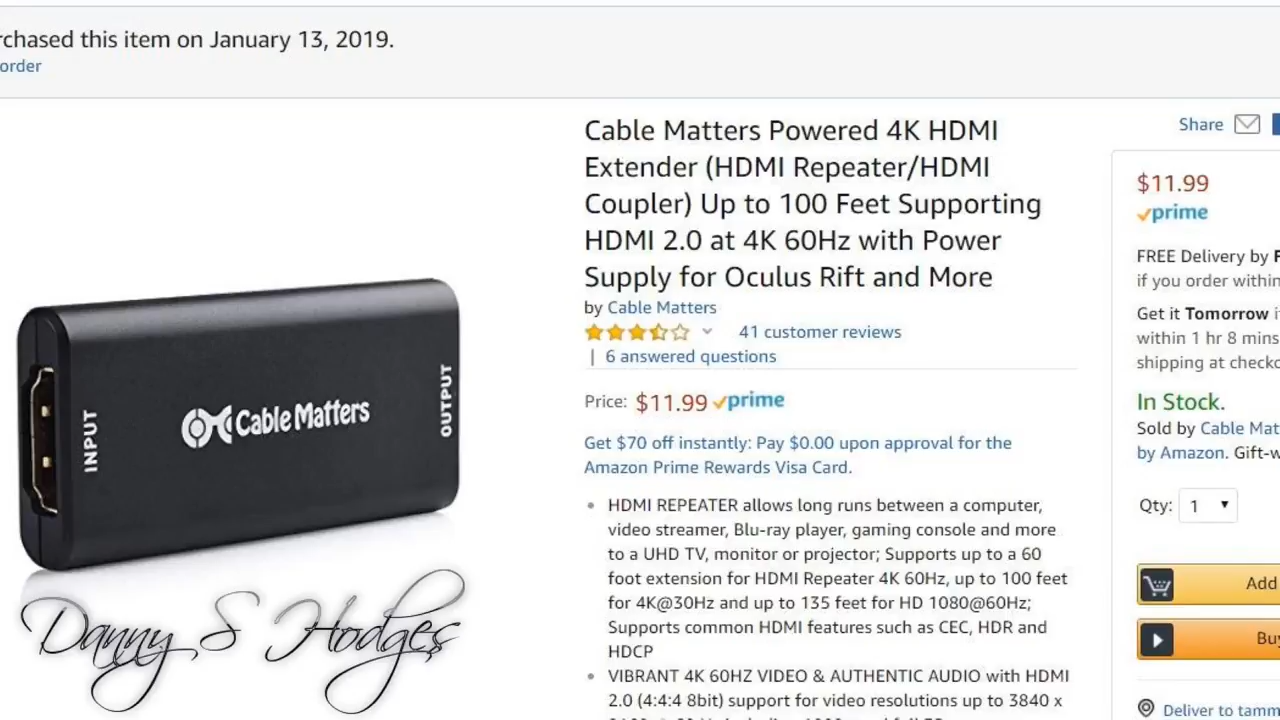 rchased this item on January 13, 2019.
order
Share
Cable Matters Powered 4K HDMI
Extender (HDMI Repeater/HDMI
Coupler) Up to 100 Feet Supporting
HDMI 2.0 at 4K 60Hz with Power
Supply for Oculus Rift and More
by Cable Matters
41 customer reviews
| 6 answered questions
Price: $11.99 prime
Get $70 off instantly: Pay $0.00 upon approval for the
Amazon Prime Rewards Visa Card.
HDMI REPEATER allows long runs between a computer,
video streamer, Blu-ray player, gaming console and more
to a UHD TV, monitor or projector; Supports up to a 60
foot extension for HDMI Repeater 4K 60Hz, up to 100 feet
for 4K@30Hz and up to 135 feet for HD 1080@60Hz;
Supports common HDMI features such as CEC, HDR and
HDCP
VIBRANT 4K 60HZ VIDEO & AUTHENTIC AUDIO with HDMI
2.0 (4:4:4 8bit) support for video resolutions up to 3840 x
INPUT
Cable Matters
OUTPUT
Danny S Hodges
$11.99
prime
FREE Delivery by F
if you order within
Get it Tomorrow i
within 1 hr 8 mins
shipping at checko
In Stock.
Sold by Cable Mat
by Amazon. Gift-w
Qty: 1
Add
Buy
Deliver to tamm